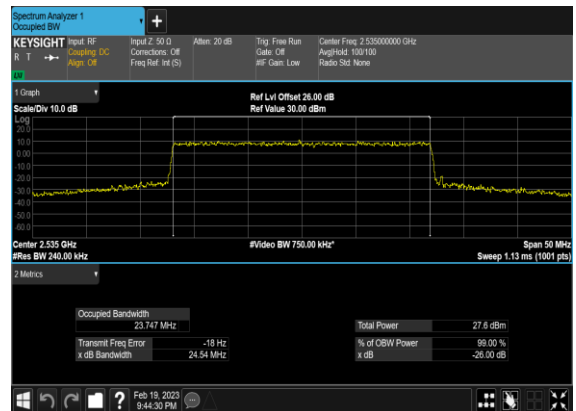 Spectrum Analyzer 1
Occupied BW
KEYSIGHT
R T
LW
Input: RF
Coupling: DC
Align: Off
Input Z: 50 Ω
Corrections: Off
Freq Ref: Int (S)
Atten: 20 dB
Trig: Free Run
Gate: Off
#IF Gain: Low
Center Freq: 2.535000000 GHz
Avg|Hold: 100/100
Radio Std: None
1 Graph
Scale/Div 10.0 dB
Ref Lvl Offset 26.00 dB
Ref Value 30.00 dBm
Log
20.0
10.0
0.00
-10.0
-20.0
-30.0
-40.0
-50.0
-60.0
Center 2.535 GHz
#Res BW 240.00 kHz
#Video BW 750.00 kHz*
Span 50 MHz
Sweep 1.13 ms (1001 pts)
2 Metrics
Occupied Bandwidth
23.747 MHz
Transmit Freq Error -18 Hz
x dB Bandwidth 24.54 MHz
Total Power 27.6 dBm
% of OBW Power 99.00 %
x dB -26.00 dB
Feb 19, 2023
9:44:30 PM